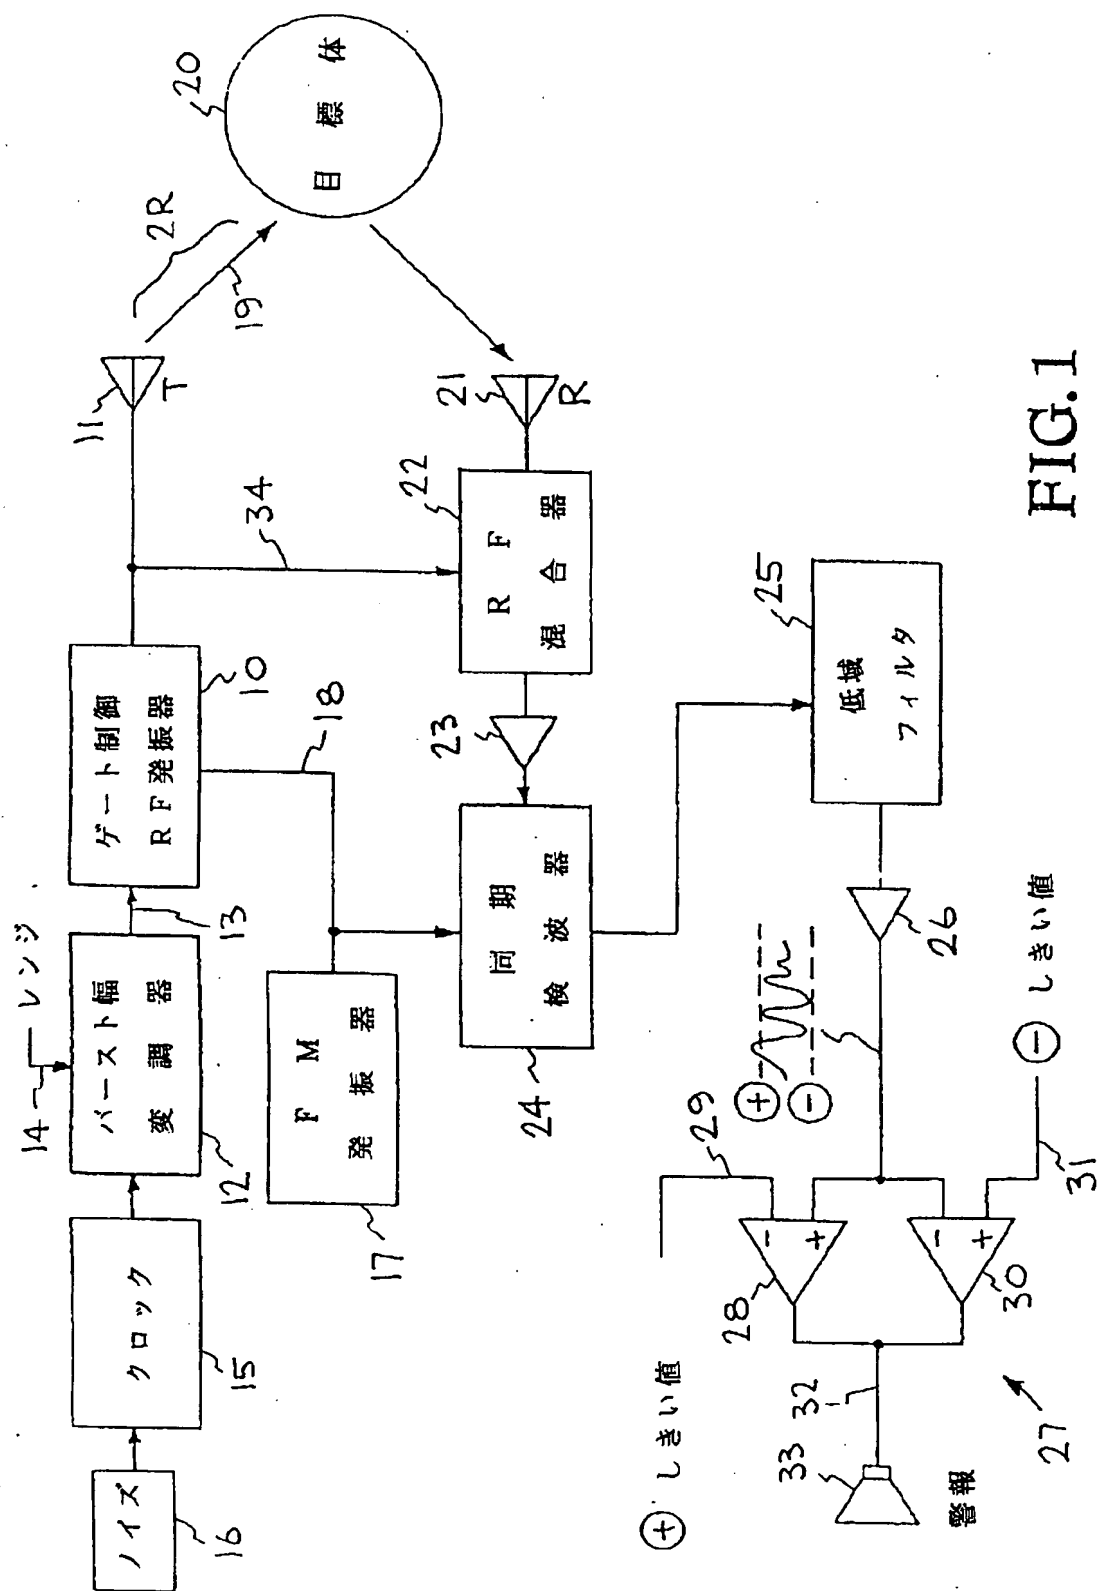 ノイズ
16
クロック
15
レンジ
14
バースト幅
変調器
12
13
ゲート制御
RF発振器
10
11
T
2R
19
20
目標体
34
18
FM
発振器
17
21
R
22
RF
混合器
23
同期
検波器
24
25
低域
フィルタ
26
+
−
29
+ しきい値
−
+
28
−
+
30
31
− しきい値
32
33
警報
27
FIG.1